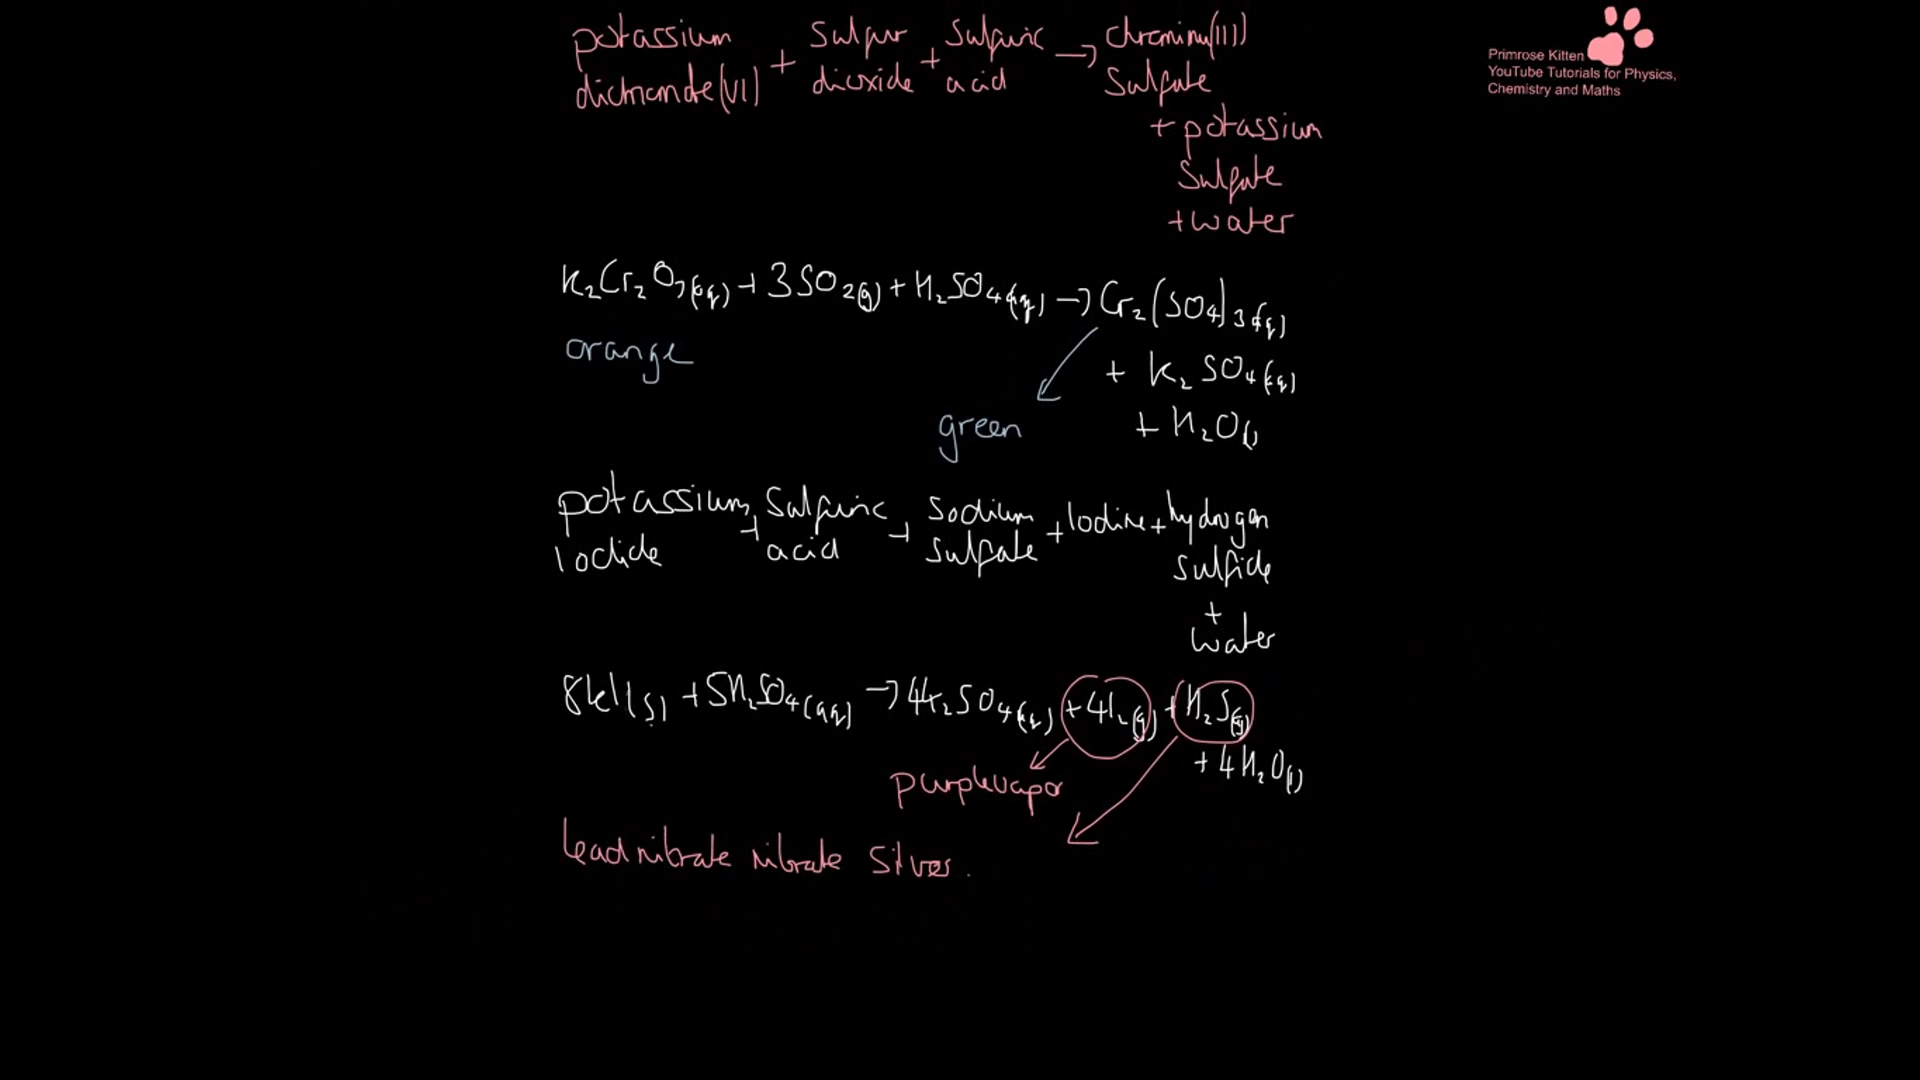 potassium + Sulfur + Sulfuric → chromium(III)
dichromate(VI) dioxide acid Sulfate
+ potassium
Sulfate
+ water
Primrose Kitten
YouTube Tutorials for Physics,
Chemistry and Maths
K₂Cr₂O₇(aq) + 3SO₂(g) + H₂SO₄(aq) → Cr₂(SO₄)₃(aq)
orange
+ K₂SO₄(aq)
green
+ H₂O(l)
potassium + Sulfuric + Sodium + Iodine + hydrogen
Iodide acid Sulfate sulfide
+
water
8KI(s) + 5H₂SO₄(aq) → 4K₂SO₄(aq) + 4I₂(g) + H₂S(g)
+ 4H₂O(l)
purple vapor
lead nitrate nitrate Silver.